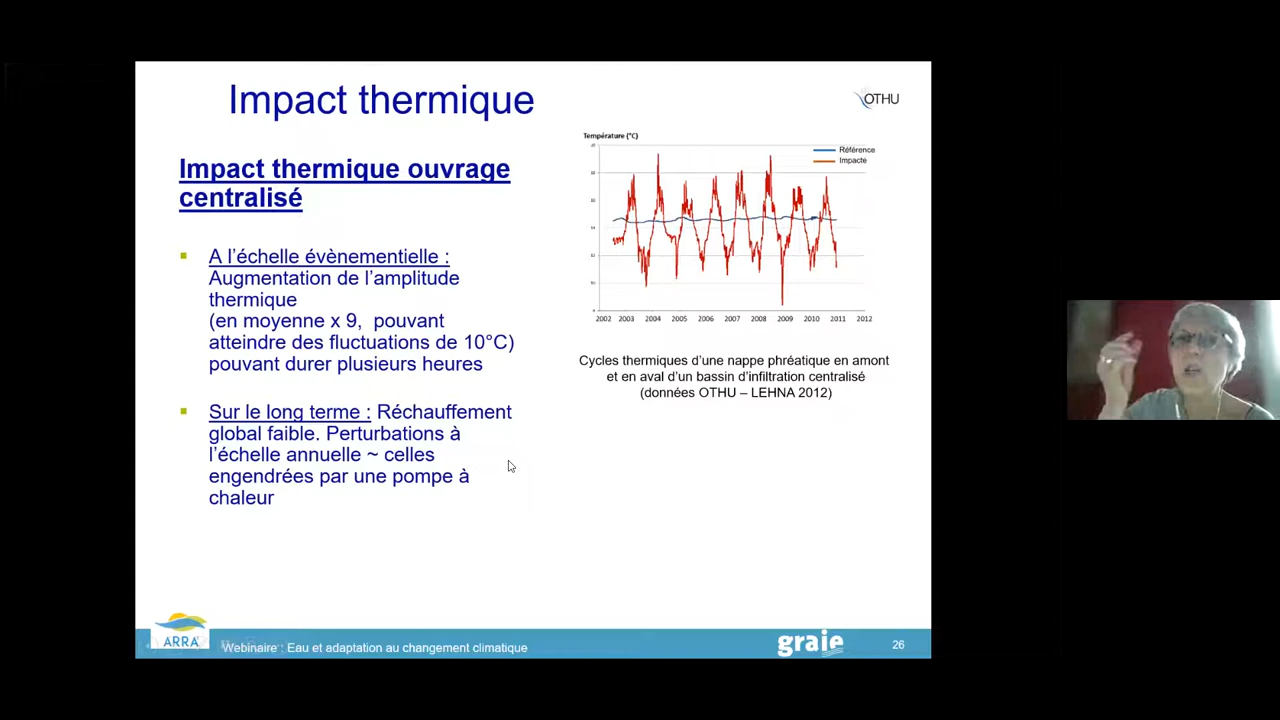 Impact thermique
OTHU
Impact thermique ouvrage
centralisé
A l’échelle évènementielle :
Augmentation de l’amplitude
thermique
(en moyenne x 9, pouvant
atteindre des fluctuations de 10°C)
pouvant durer plusieurs heures
Sur le long terme : Réchauffement
global faible. Perturbations à
l’échelle annuelle ~ celles
engendrées par une pompe à
chaleur
Température (°C)
Référence
Impacte
2002 2003 2004 2005 2006 2007 2008 2009 2010 2011 2012
Cycles thermiques d’une nappe phréatique en amont
et en aval d’un bassin d’infiltration centralisé
(données OTHU – LEHNA 2012)
ARRA
Webinaire : Eau et adaptation au changement climatique
graie
26